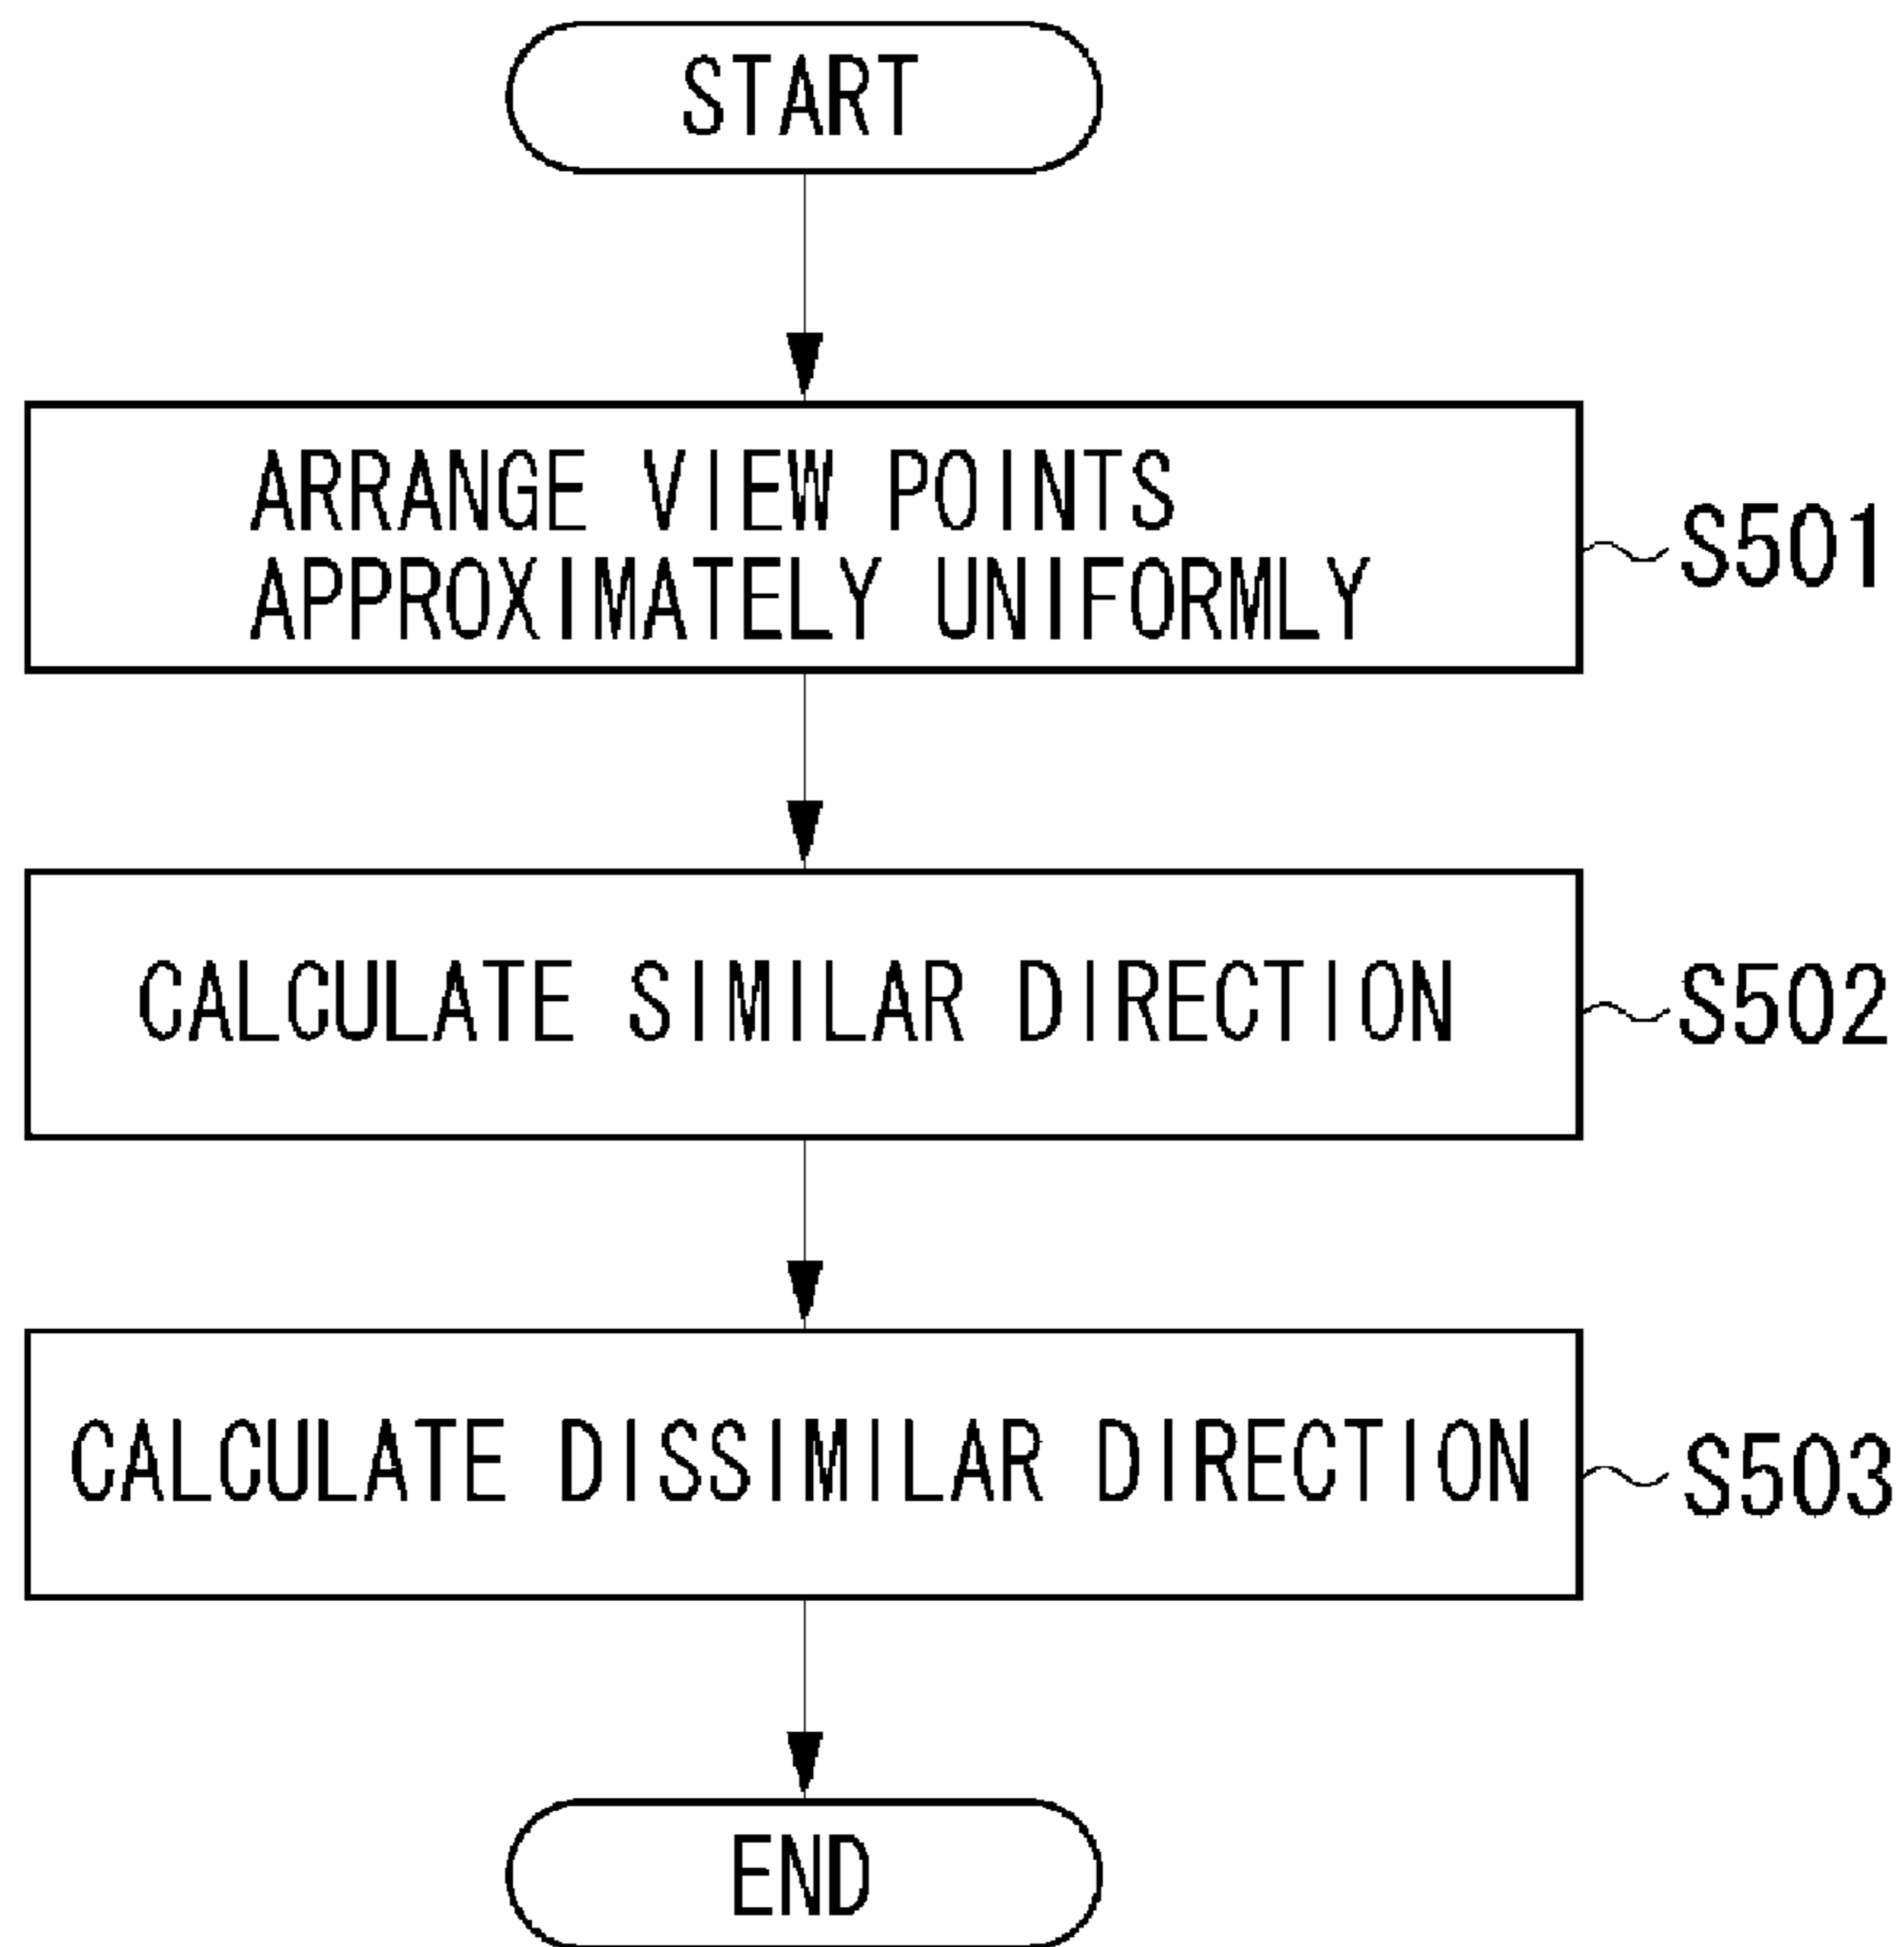 START
ARRANGE VIEW POINTS
APPROXIMATELY UNIFORMLY
S501
CALCULATE SIMILAR DIRECTION
S502
CALCULATE DISSIMILAR DIRECTION
S503
END